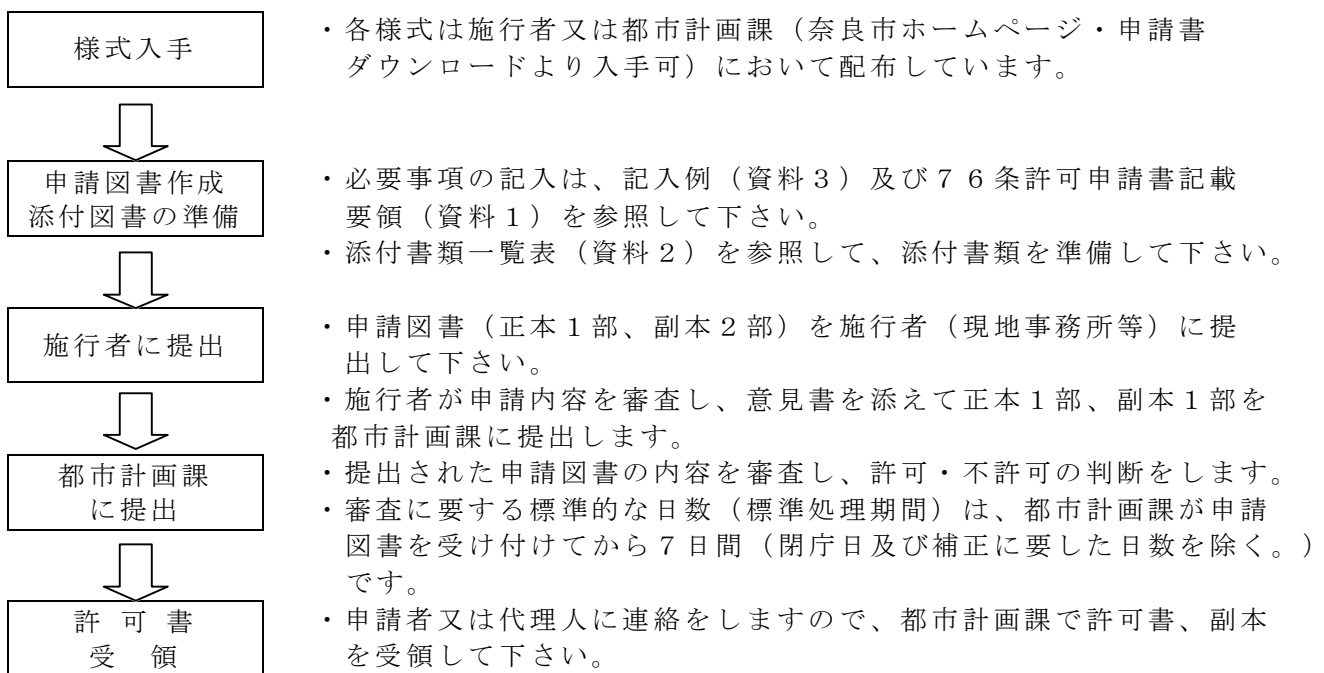 様式入手
・各様式は施行者又は都市計画課（奈良市ホームページ・申請書
ダウンロードより入手可）において配布しています。
申請図書作成
添付図書の準備
・必要事項の記入は、記入例（資料３）及び７６条許可申請書記載
要領（資料１）を参照して下さい。
・添付書類一覧表（資料２）を参照して、添付書類を準備して下さい。
施行者に提出
・申請図書（正本１部、副本２部）を施行者（現地事務所等）に提
出して下さい。
・施行者が申請内容を審査し、意見書を添えて正本１部、副本１部を
都市計画課に提出します。
都市計画課
に提出
・提出された申請図書の内容を審査し、許可・不許可の判断をします。
・審査に要する標準的な日数（標準処理期間）は、都市計画課が申請
図書を受け付けてから７日間（閉庁日及び補正に要した日数を除く。）
です。
許可書
受領
・申請者又は代理人に連絡をしますので、都市計画課で許可書、副本
を受領して下さい。